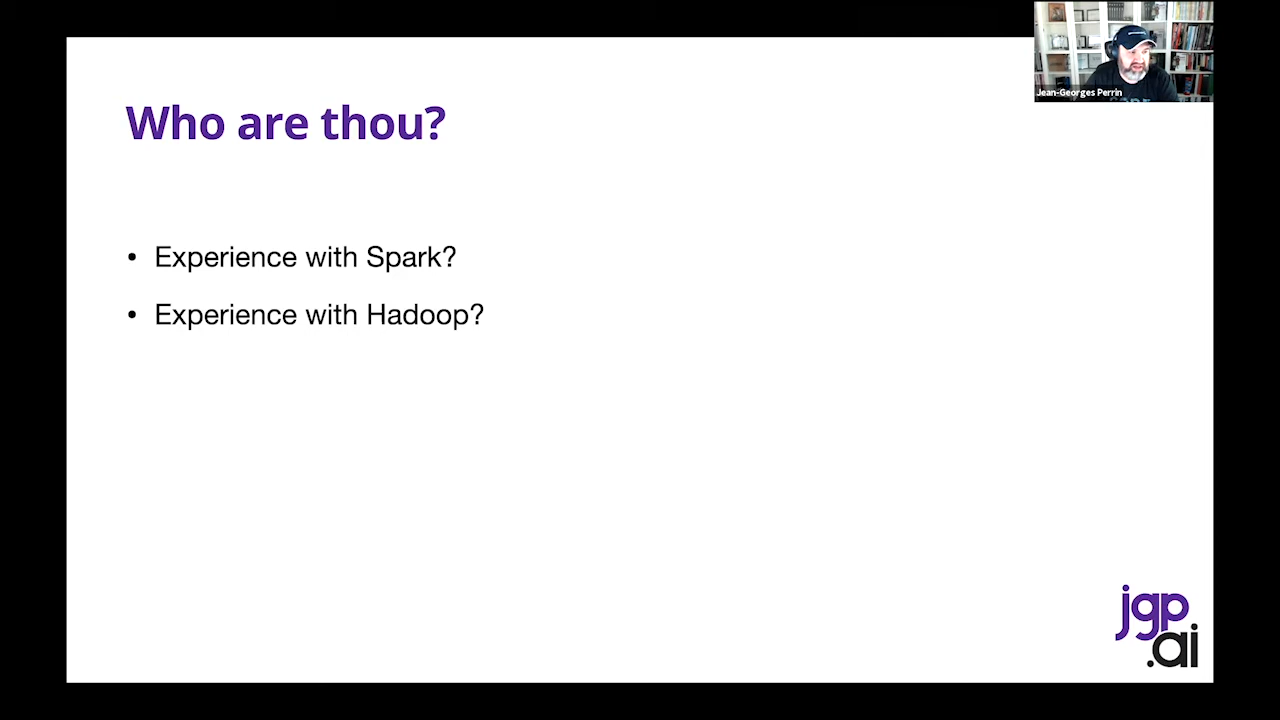 Who are thou?
• Experience with Spark?
• Experience with Hadoop?
Jean-Georges Perrin
jgp
.ai